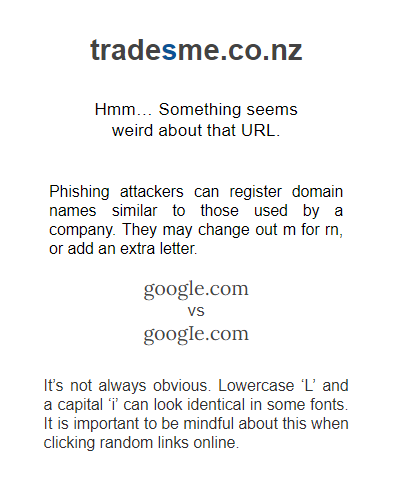 tradesme.co.nz
Hmm… Something seems
weird about that URL.
Phishing attackers can register domain
names similar to those used by a
company. They may change out m for rn,
or add an extra letter.
google.com
vs
google.com
It's not always obvious. Lowercase ‘L’ and
a capital ‘i’ can look identical in some fonts.
It is important to be mindful about this when
clicking random links online.